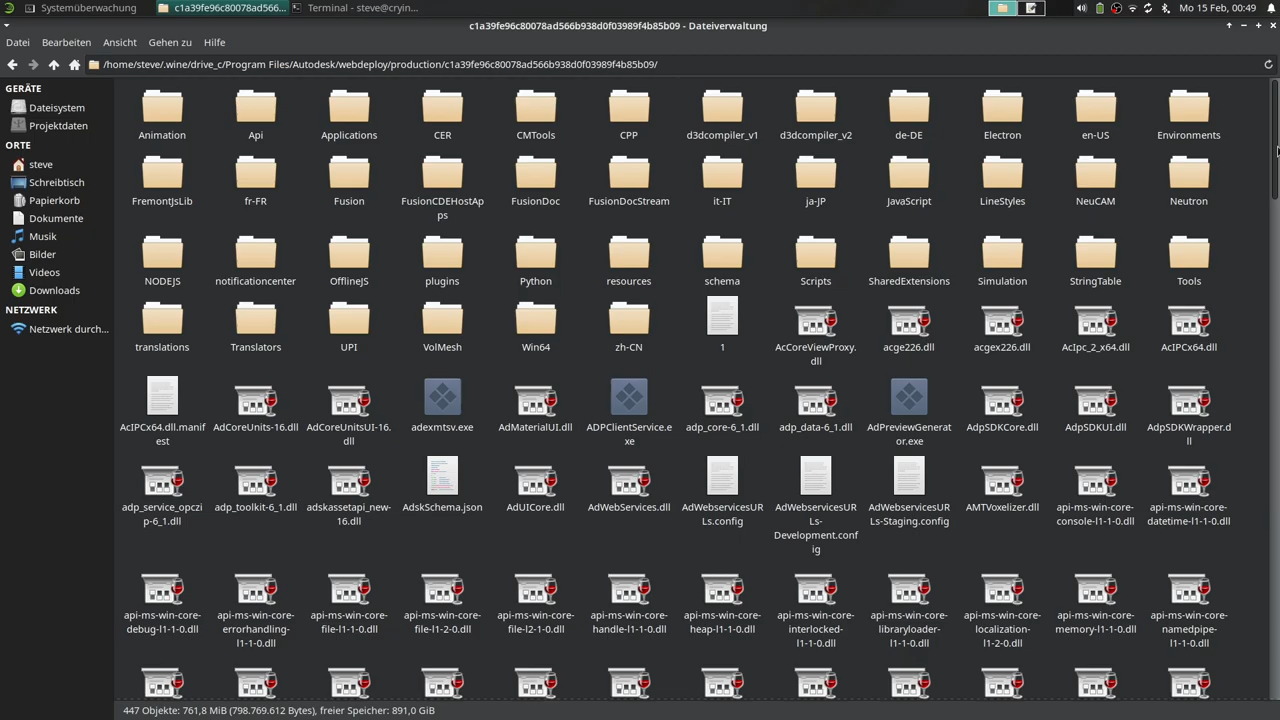 Systemüberwachung
c1a39fe96c80078ad566...
Terminal - steve@cryin...
Mo 15 Feb, 00:49
c1a39fe96c80078ad566b938d0f03989f4b85b09 - Dateiverwaltung
Datei Bearbeiten Ansicht Gehen zu Hilfe
/home/steve/.wine/drive_c/Program Files/Autodesk/webdeploy/production/c1a39fe96c80078ad566b938d0f03989f4b85b09/
GERÄTE
Dateisystem
Projektdaten
ORTE
steve
Schreibtisch
Papierkorb
Dokumente
Musik
Bilder
Videos
Downloads
NETZWERK
Netzwerk durch...
Animation
Api
Applications
CER
CMTools
CPP
d3dcompiler_v1
d3dcompiler_v2
de-DE
Electron
en-US
Environments
FremontJsLib
fr-FR
Fusion
FusionCDEHostAp
ps
FusionDoc
FusionDocStream
it-IT
ja-JP
JavaScript
LineStyles
NeuCAM
Neutron
NODEJS
notificationcenter
OfflineJS
plugins
Python
resources
schema
Scripts
SharedExtensions
Simulation
StringTable
Tools
translations
Translators
UPI
VolMesh
Win64
zh-CN
1
AcCoreViewProxy.
dll
acge226.dll
acgex226.dll
AcIpc_2_x64.dll
AcIPCx64.dll
AcIPCx64.dll.manif
est
AdCoreUnits-16.dll
AdCoreUnitsUI-16.
dll
adexmtsv.exe
AdMaterialUI.dll
ADPClientService.e
xe
adp_core-6_1.dll
adp_data-6_1.dll
AdPreviewGenerat
or.exe
AdpSDKCore.dll
AdpSDKUI.dll
AdpSDKWrapper.d
ll
adp_service_opczi
p-6_1.dll
adp_toolkit-6_1.dll
adskassetapi_new-
16.dll
AdskSchema.json
AdUICore.dll
AdWebServices.dll
AdWebservicesUR
Ls.config
AdWebservicesUR
Ls-
Development.conf
ig
AdWebservicesUR
Ls-Staging.config
AMTVoxelizer.dll
api-ms-win-core-
console-l1-1-0.dll
api-ms-win-core-
datetime-l1-1-0.dll
api-ms-win-core-
debug-l1-1-0.dll
api-ms-win-core-
errorhandling-
l1-1-0.dll
api-ms-win-core-
file-l1-1-0.dll
api-ms-win-core-
file-l1-2-0.dll
api-ms-win-core-
file-l2-1-0.dll
api-ms-win-core-
handle-l1-1-0.dll
api-ms-win-core-
heap-l1-1-0.dll
api-ms-win-core-
interlocked-
l1-1-0.dll
api-ms-win-core-
libraryloader-
l1-1-0.dll
api-ms-win-core-
localization-
l1-2-0.dll
api-ms-win-core-
memory-l1-1-0.dll
api-ms-win-core-
namedpipe-
l1-1-0.dll
447 Objekte: 761,8 MiB (798.769.612 Bytes), freier Speicher: 891,0 GiB